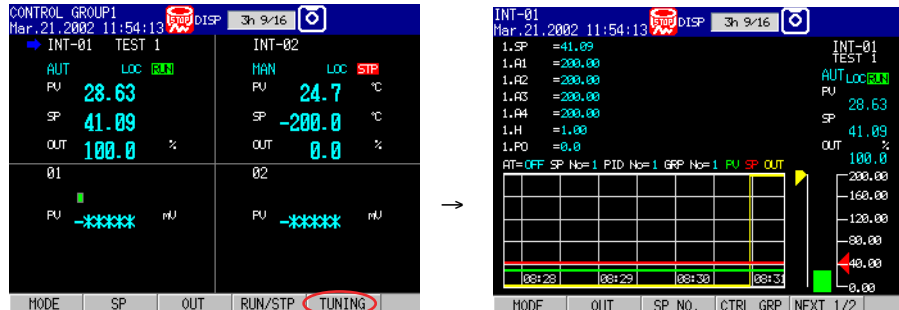 CONTROL GROUP1
Mar.21.2002 11:54:13 STOP DISP 3h 9/16
INT-01 TEST 1
AUT LOC RUN
PV 28.63
SP 41.09
OUT 100.0 %
INT-02
MAN LOC STP
PV 24.7 °C
SP -200.0 °C
OUT 0.0 %
01
PV -***** mV
02
PV -***** mV
MODE SP OUT RUN/STP TUNING
→
INT-01
Mar.21.2002 11:54:13 STOP DISP 3h 9/16
1.SP =41.09
1.A1 =200.00
1.A2 =200.00
1.A3 =200.00
1.A4 =200.00
1.H =1.00
1.PO =0.0
AT=OFF SP No=1 PID No=1 GRP No=1 PV SP OUT
08:28 08:29 08:30 08:31
INT-01
TEST 1
AUT LOC RUN
PV
28.63
SP
41.09
OUT %
100.0
200.00
160.00
120.00
80.00
40.00
0.00
MODE OUT SP NO. CTRL GRP NEXT 1/2